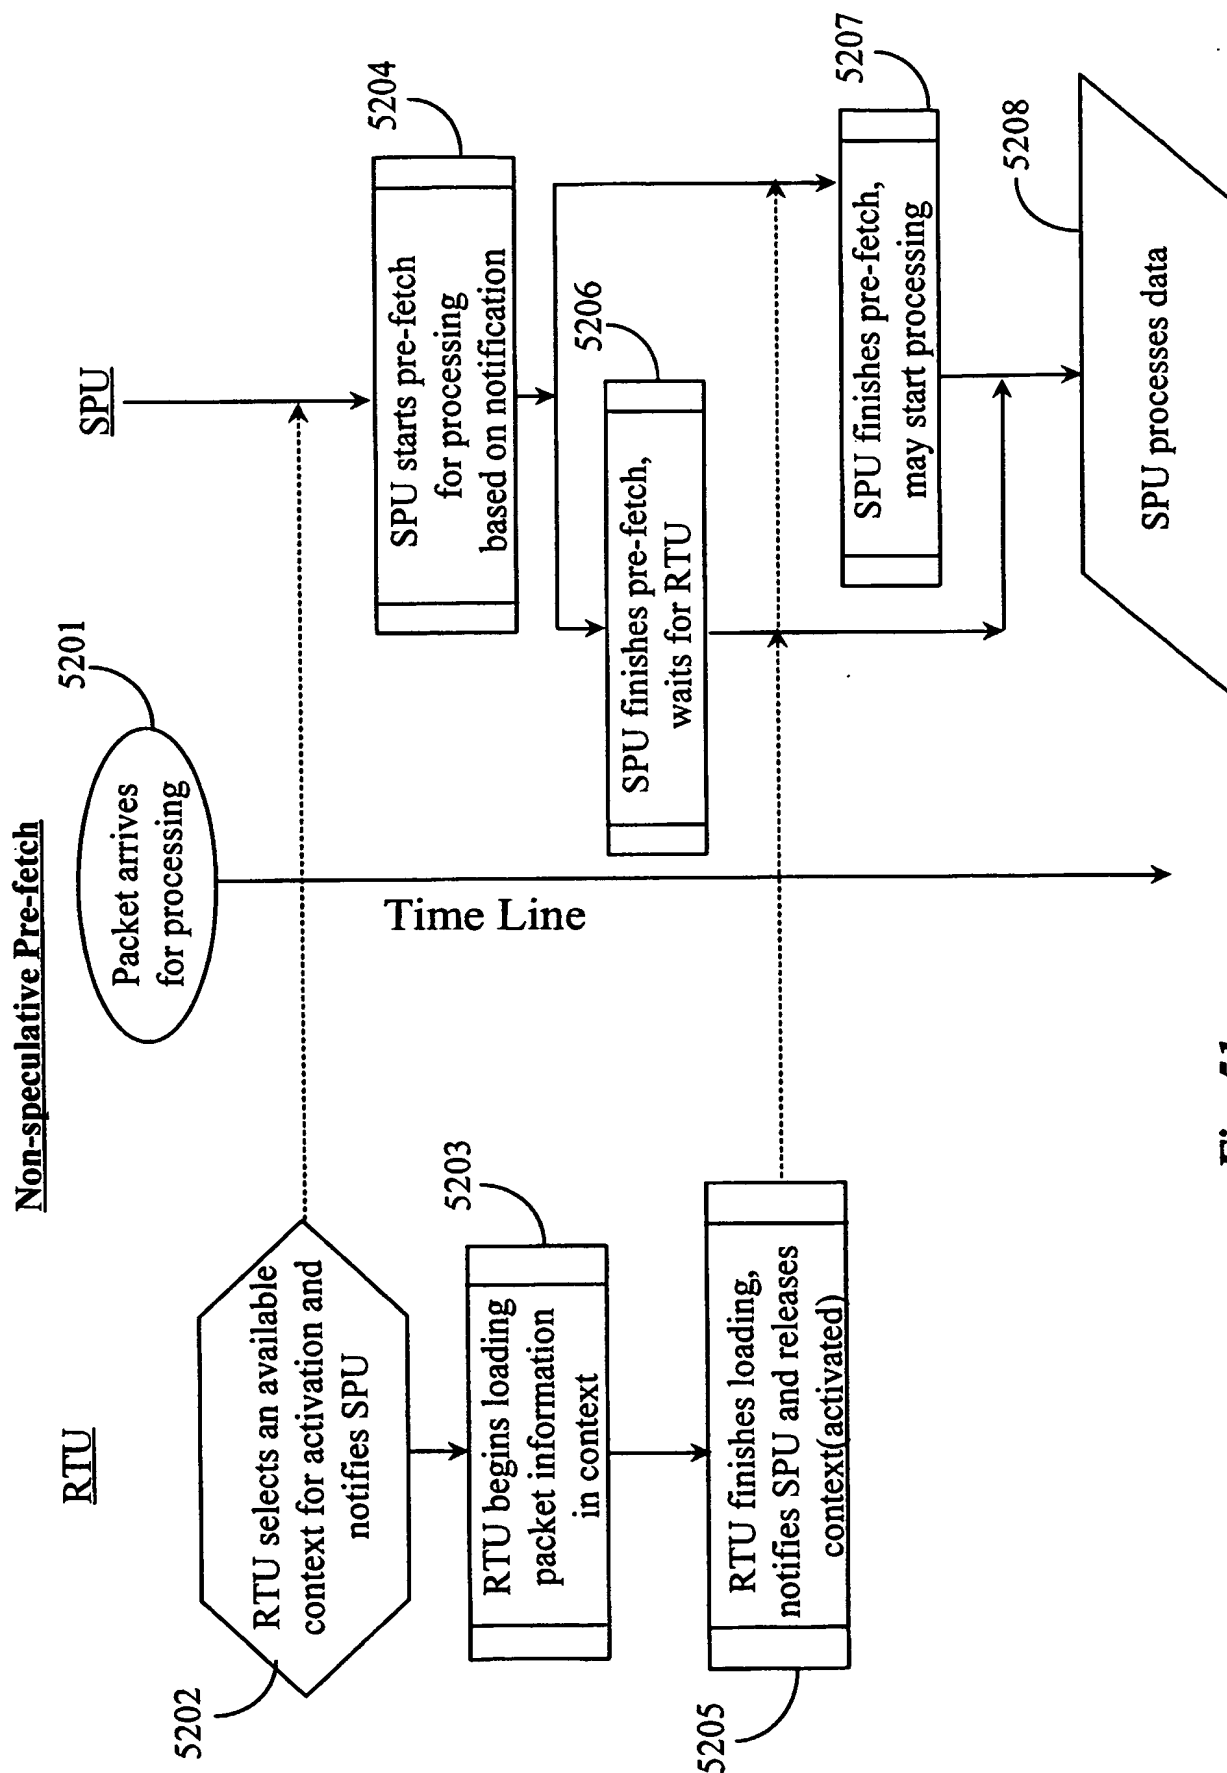 Non-speculative Pre-fetch
RTU
SPU
5201
Packet arrives
for processing
5202
RTU selects an available
context for activation and
notifies SPU
5203
RTU begins loading
packet information
in context
Time Line
5204
SPU starts pre-fetch
for processing
based on notification
5205
RTU finishes loading,
notifies SPU and releases
context(activated)
5206
SPU finishes pre-fetch,
waits for RTU
5207
SPU finishes pre-fetch,
may start processing
5208
SPU processes data